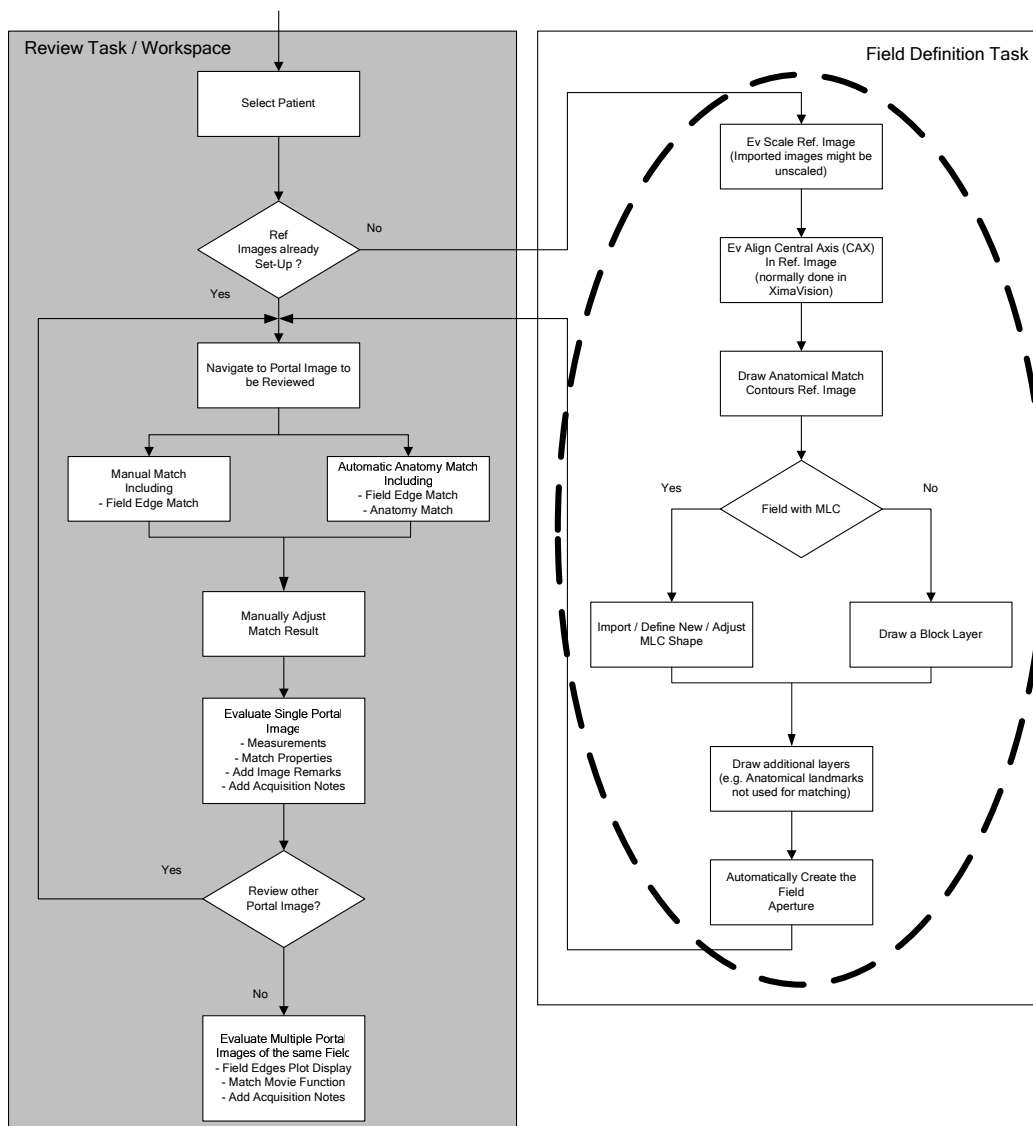 Review Task / Workspace
Select Patient
Ref
Images already
Set-Up ?
No
Yes
Navigate to Portal Image to
be Reviewed
Manual Match
Including
- Field Edge Match
Automatic Anatomy Match
Including
- Field Edge Match
- Anatomy Match
Manually Adjust
Match Result
Evaluate Single Portal
Image
- Measurements
- Match Properties
- Add Image Remarks
- Add Acquisition Notes
Yes
Review other
Portal Image?
No
Evaluate Multiple Portal
Images of the same Field
- Field Edges Plot Display
- Match Movie Function
- Add Acquisition Notes
Field Definition Task
Ev Scale Ref. Image
(Imported images might be
unscaled)
Ev Align Central Axis (CAX)
In Ref. Image
(normally done in
XimaVision)
Draw Anatomical Match
Contours Ref. Image
Yes
Field with MLC
No
Import / Define New / Adjust
MLC Shape
Draw a Block Layer
Draw additional layers
(e.g. Anatomical landmarks
not used for matching)
Automatically Create the
Field
Aperture